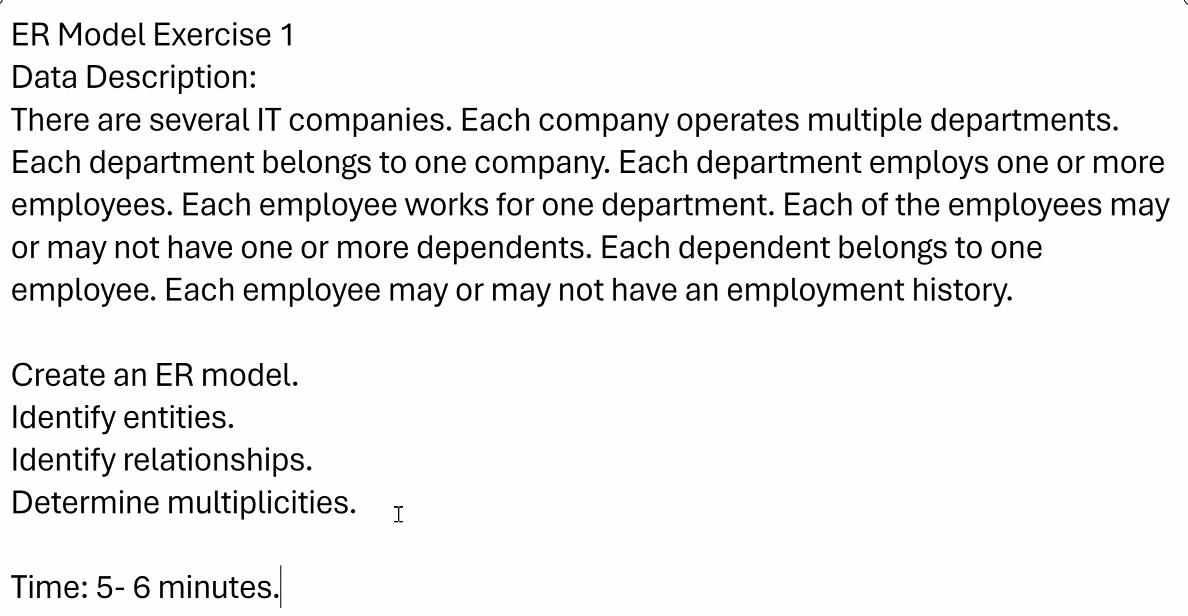 ER Model Exercise 1
Data Description:
There are several IT companies. Each company operates multiple departments.
Each department belongs to one company. Each department employs one or more
employees. Each employee works for one department. Each of the employees may
or may not have one or more dependents. Each dependent belongs to one
employee. Each employee may or may not have an employment history.
Create an ER model.
Identify entities.
Identify relationships.
Determine multiplicities.
Time: 5- 6 minutes.